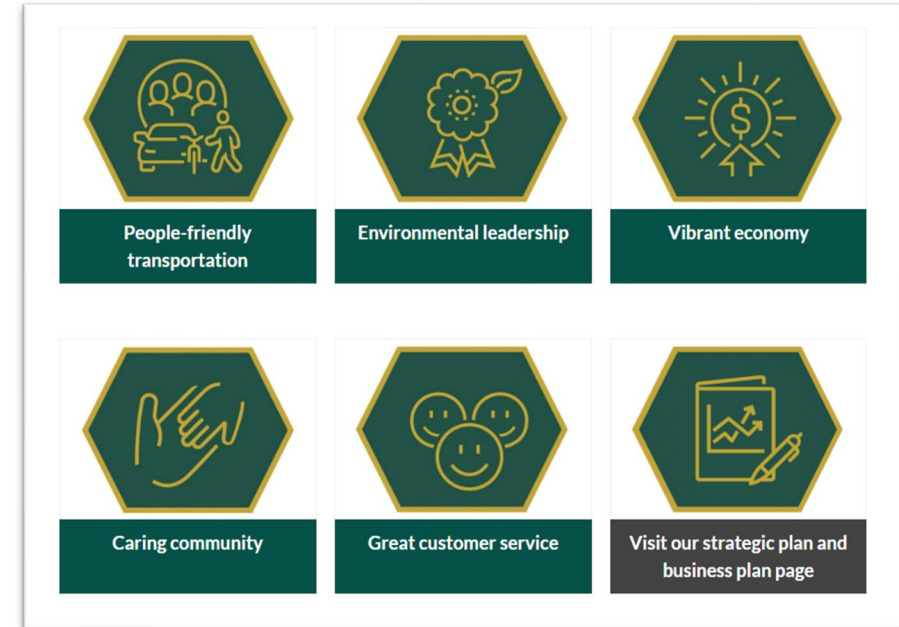 People-friendly
transportation
Environmental leadership
$
Vibrant economy
Caring community
Great customer service
Visit our strategic plan and
business plan page